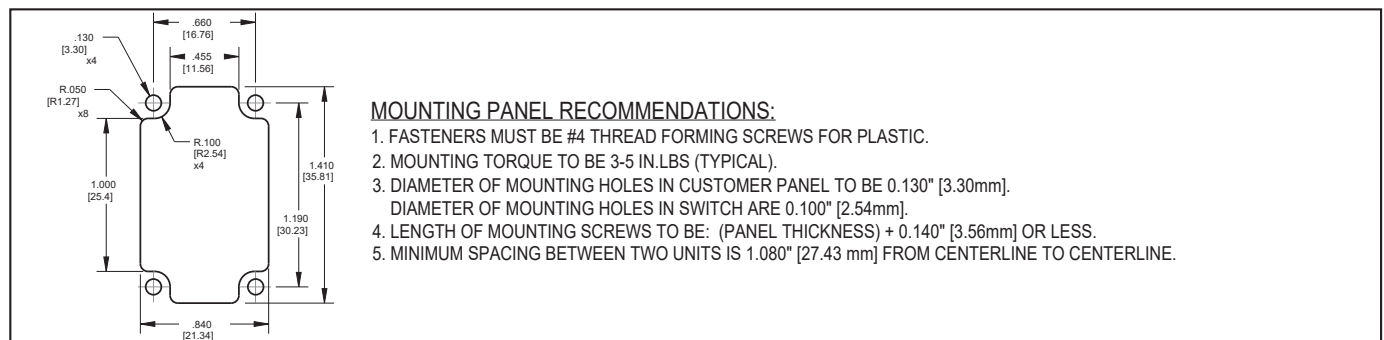 .660
[16.76]
.130
[3.30]
x4
.455
[11.56]
R.050
[R1.27]
x8
R.100
[R2.54]
x4
1.410
[35.81]
1.000
[25.4]
1.190
[30.23]
.840
[21.34]
MOUNTING PANEL RECOMMENDATIONS:
1. FASTENERS MUST BE #4 THREAD FORMING SCREWS FOR PLASTIC.
2. MOUNTING TORQUE TO BE 3-5 IN.LBS (TYPICAL).
3. DIAMETER OF MOUNTING HOLES IN CUSTOMER PANEL TO BE 0.130" [3.30mm].
DIAMETER OF MOUNTING HOLES IN SWITCH ARE 0.100" [2.54mm].
4. LENGTH OF MOUNTING SCREWS TO BE: (PANEL THICKNESS) + 0.140" [3.56mm] OR LESS.
5. MINIMUM SPACING BETWEEN TWO UNITS IS 1.080" [27.43 mm] FROM CENTERLINE TO CENTERLINE.